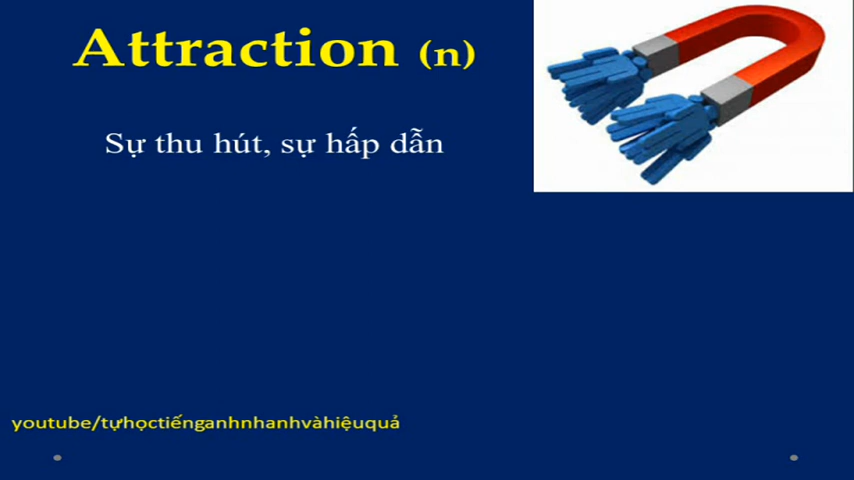 Attraction (n)
Sự thu hút, sự hấp dẫn
youtube/tựhọctiếnganhnhanhvàhiệuquả